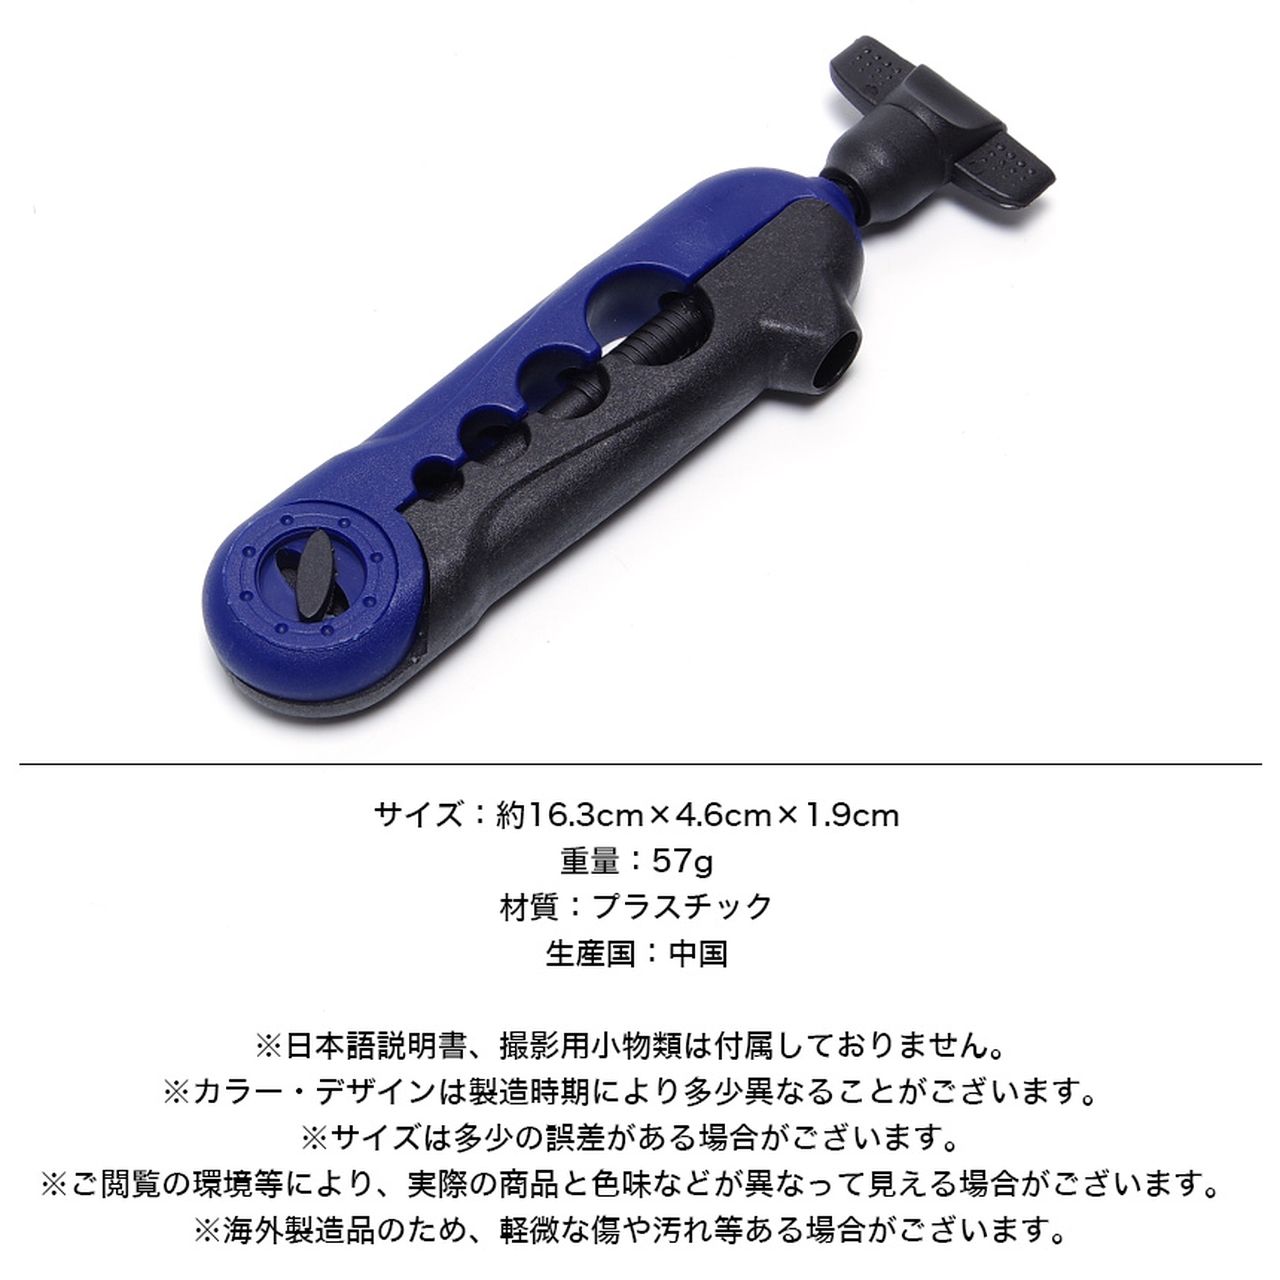 サイズ：約16.3cm×4.6cm×1.9cm
重量：57g
材質：プラスチック
生産国：中国
※日本語説明書、撮影用小物類は付属しておりません。
※カラー・デザインは製造時期により多少異なることがございます。
※サイズは多少の誤差がある場合がございます。
※ご閲覧の環境等により、実際の商品と色味などが異なって見える場合がございます。
※海外製造品のため、軽微な傷や汚れ等ある場合がございます。